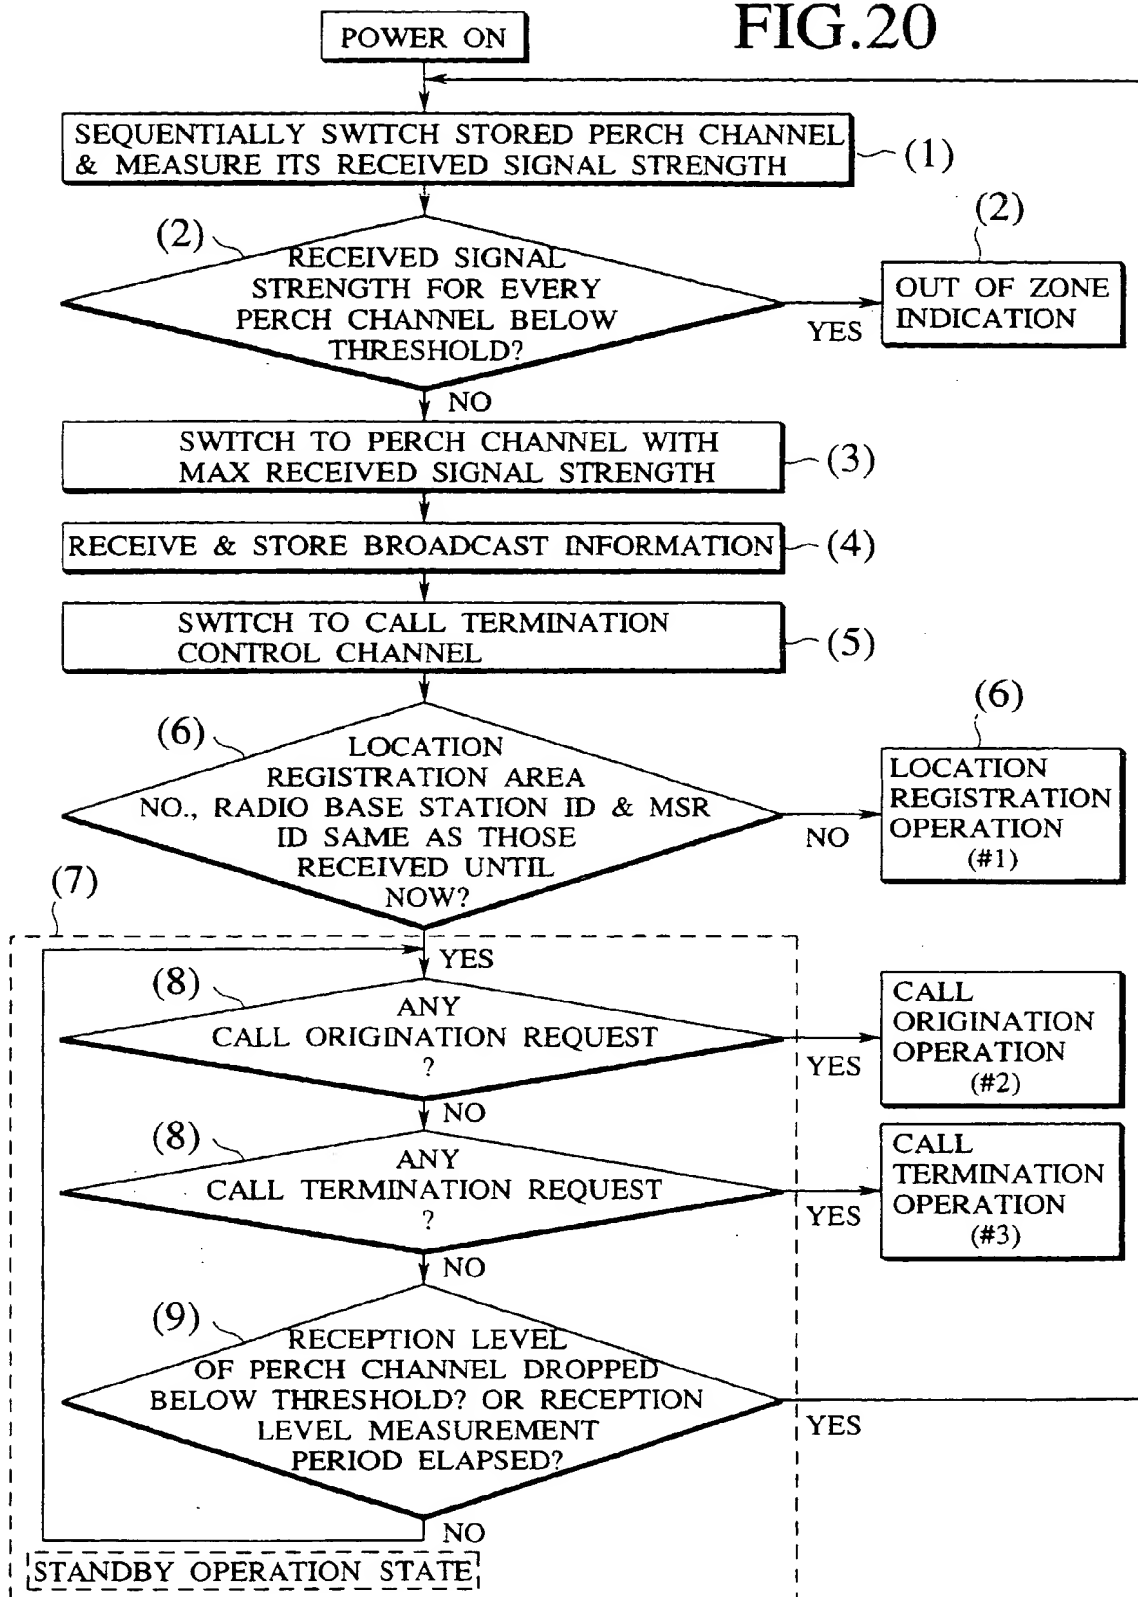 FIG.20
POWER ON
SEQUENTIALLY SWITCH STORED PERCH CHANNEL
& MEASURE ITS RECEIVED SIGNAL STRENGTH
(1)
(2)
RECEIVED SIGNAL
STRENGTH FOR EVERY
PERCH CHANNEL BELOW
THRESHOLD?
YES
(2)
OUT OF ZONE
INDICATION
NO
SWITCH TO PERCH CHANNEL WITH
MAX RECEIVED SIGNAL STRENGTH
(3)
RECEIVE & STORE BROADCAST INFORMATION
(4)
SWITCH TO CALL TERMINATION
CONTROL CHANNEL
(5)
(6)
LOCATION
REGISTRATION AREA
NO., RADIO BASE STATION ID & MSR
ID SAME AS THOSE
RECEIVED UNTIL
NOW?
NO
(6)
LOCATION
REGISTRATION
OPERATION
(#1)
(7)
YES
(8)
ANY
CALL ORIGINATION REQUEST
?
YES
CALL
ORIGINATION
OPERATION
(#2)
NO
(8)
ANY
CALL TERMINATION REQUEST
?
YES
CALL
TERMINATION
OPERATION
(#3)
NO
(9)
RECEPTION LEVEL
OF PERCH CHANNEL DROPPED
BELOW THRESHOLD? OR RECEPTION
LEVEL MEASUREMENT
PERIOD ELAPSED?
YES
NO
STANDBY OPERATION STATE